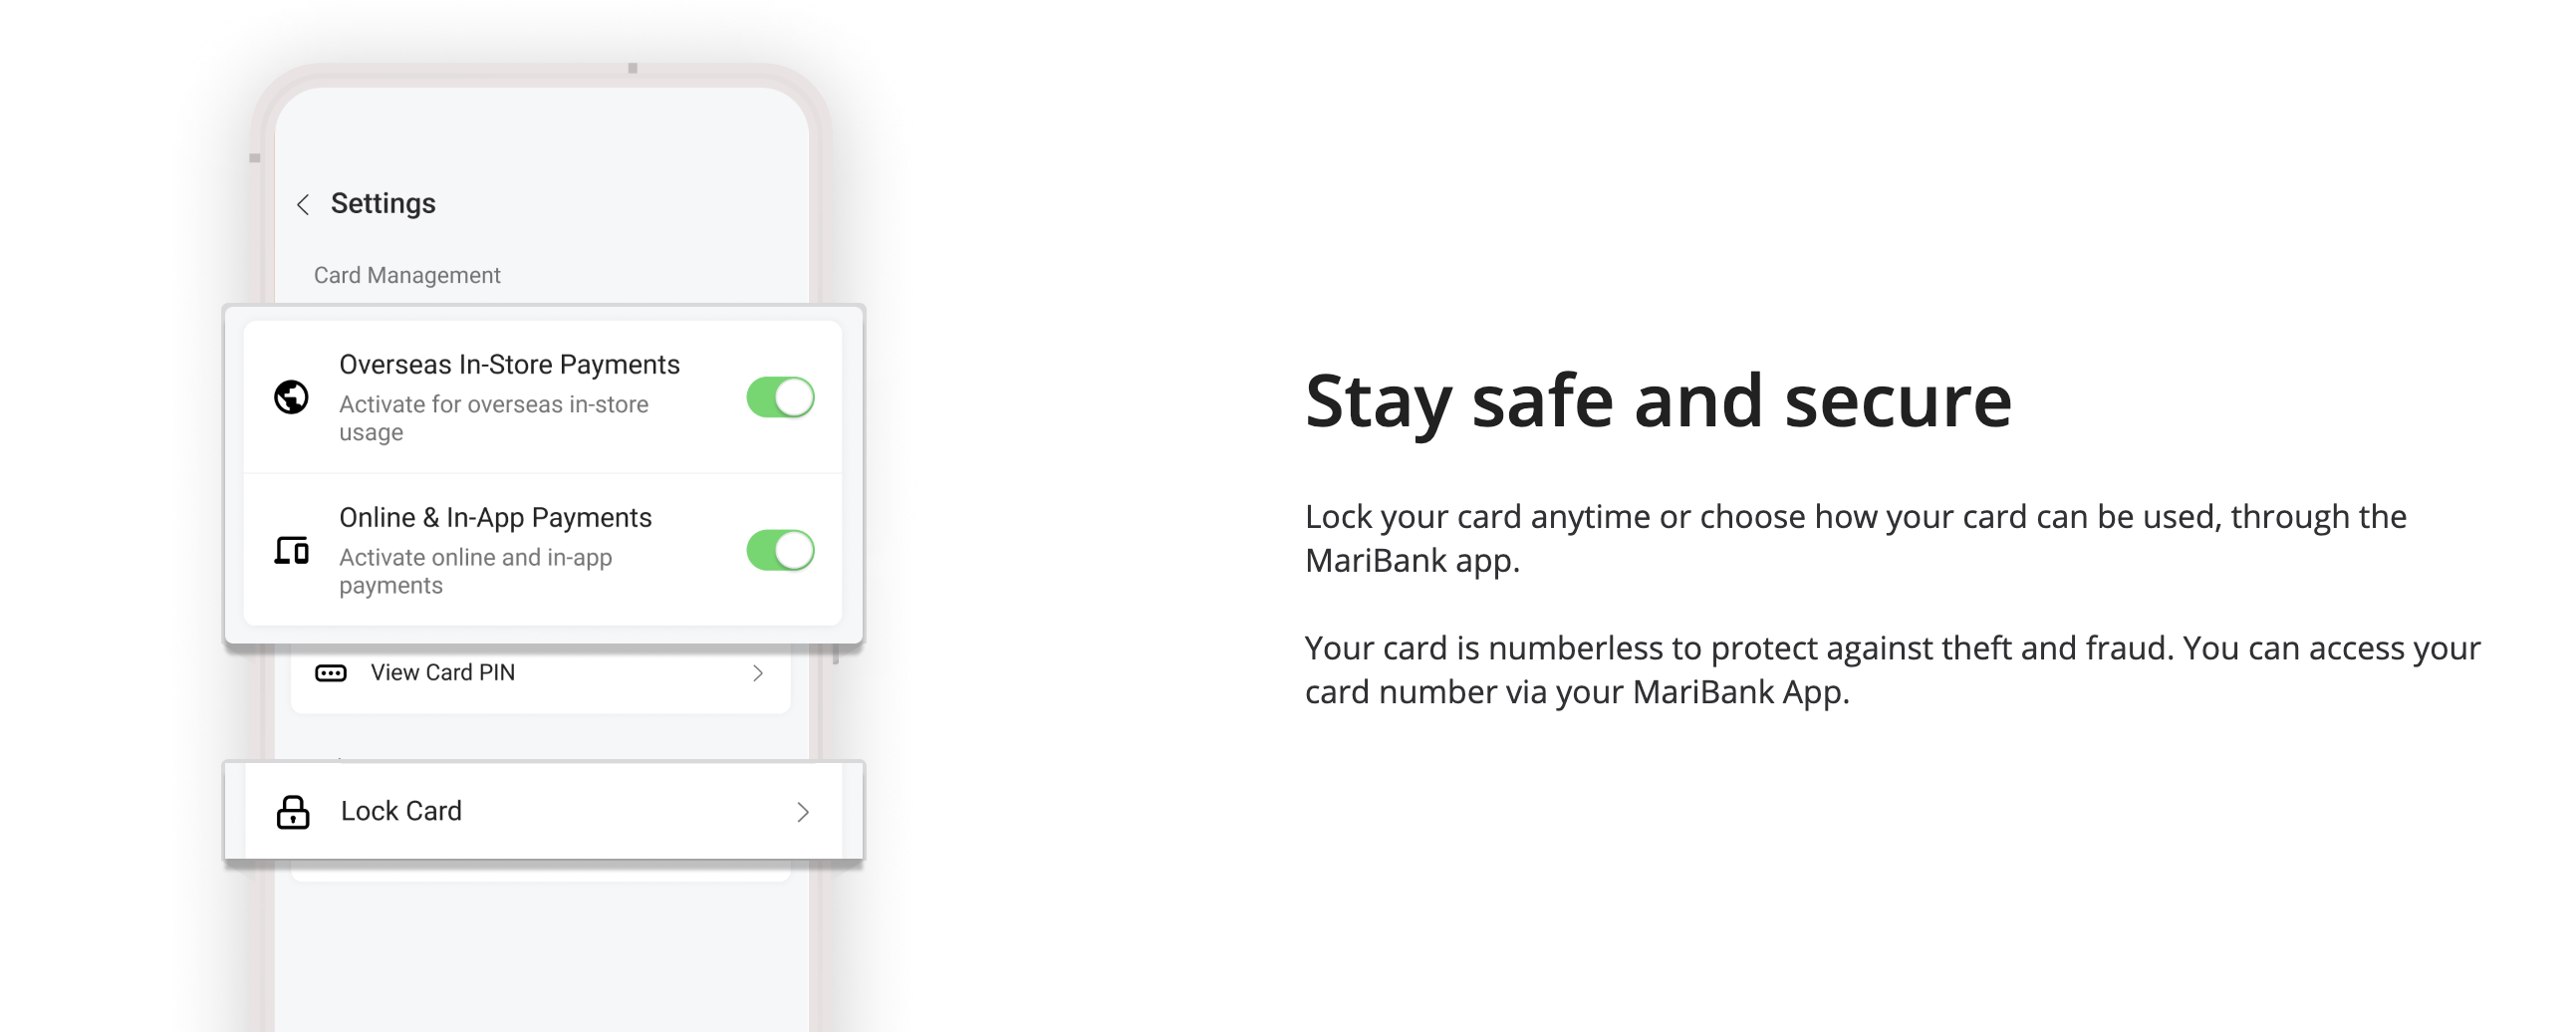 Settings
Card Management
Overseas In-Store Payments
Activate for overseas in-store
usage
Online & In-App Payments
Activate online and in-app
payments
View Card PIN
Lock Card
Stay safe and secure
Lock your card anytime or choose how your card can be used, through the
MariBank app.
Your card is numberless to protect against theft and fraud. You can access your
card number via your MariBank App.